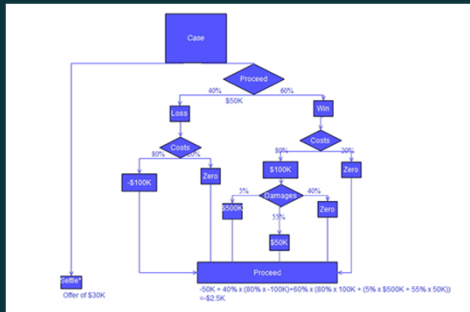 Case
Proceed
40%
60%
$50K
Loss
Win
Costs
Costs
80%
20%
80%
20%
-$100K
Zero
$100K
Zero
5%
Damages
40%
$500K
55%
Zero
$50K
Proceed
Settle*
Offer of $30K
-50K + 40% x (80% x -100K)+60% x (80% x 100K + (5% x $500K + 55% x 50K))
=-$2.5K